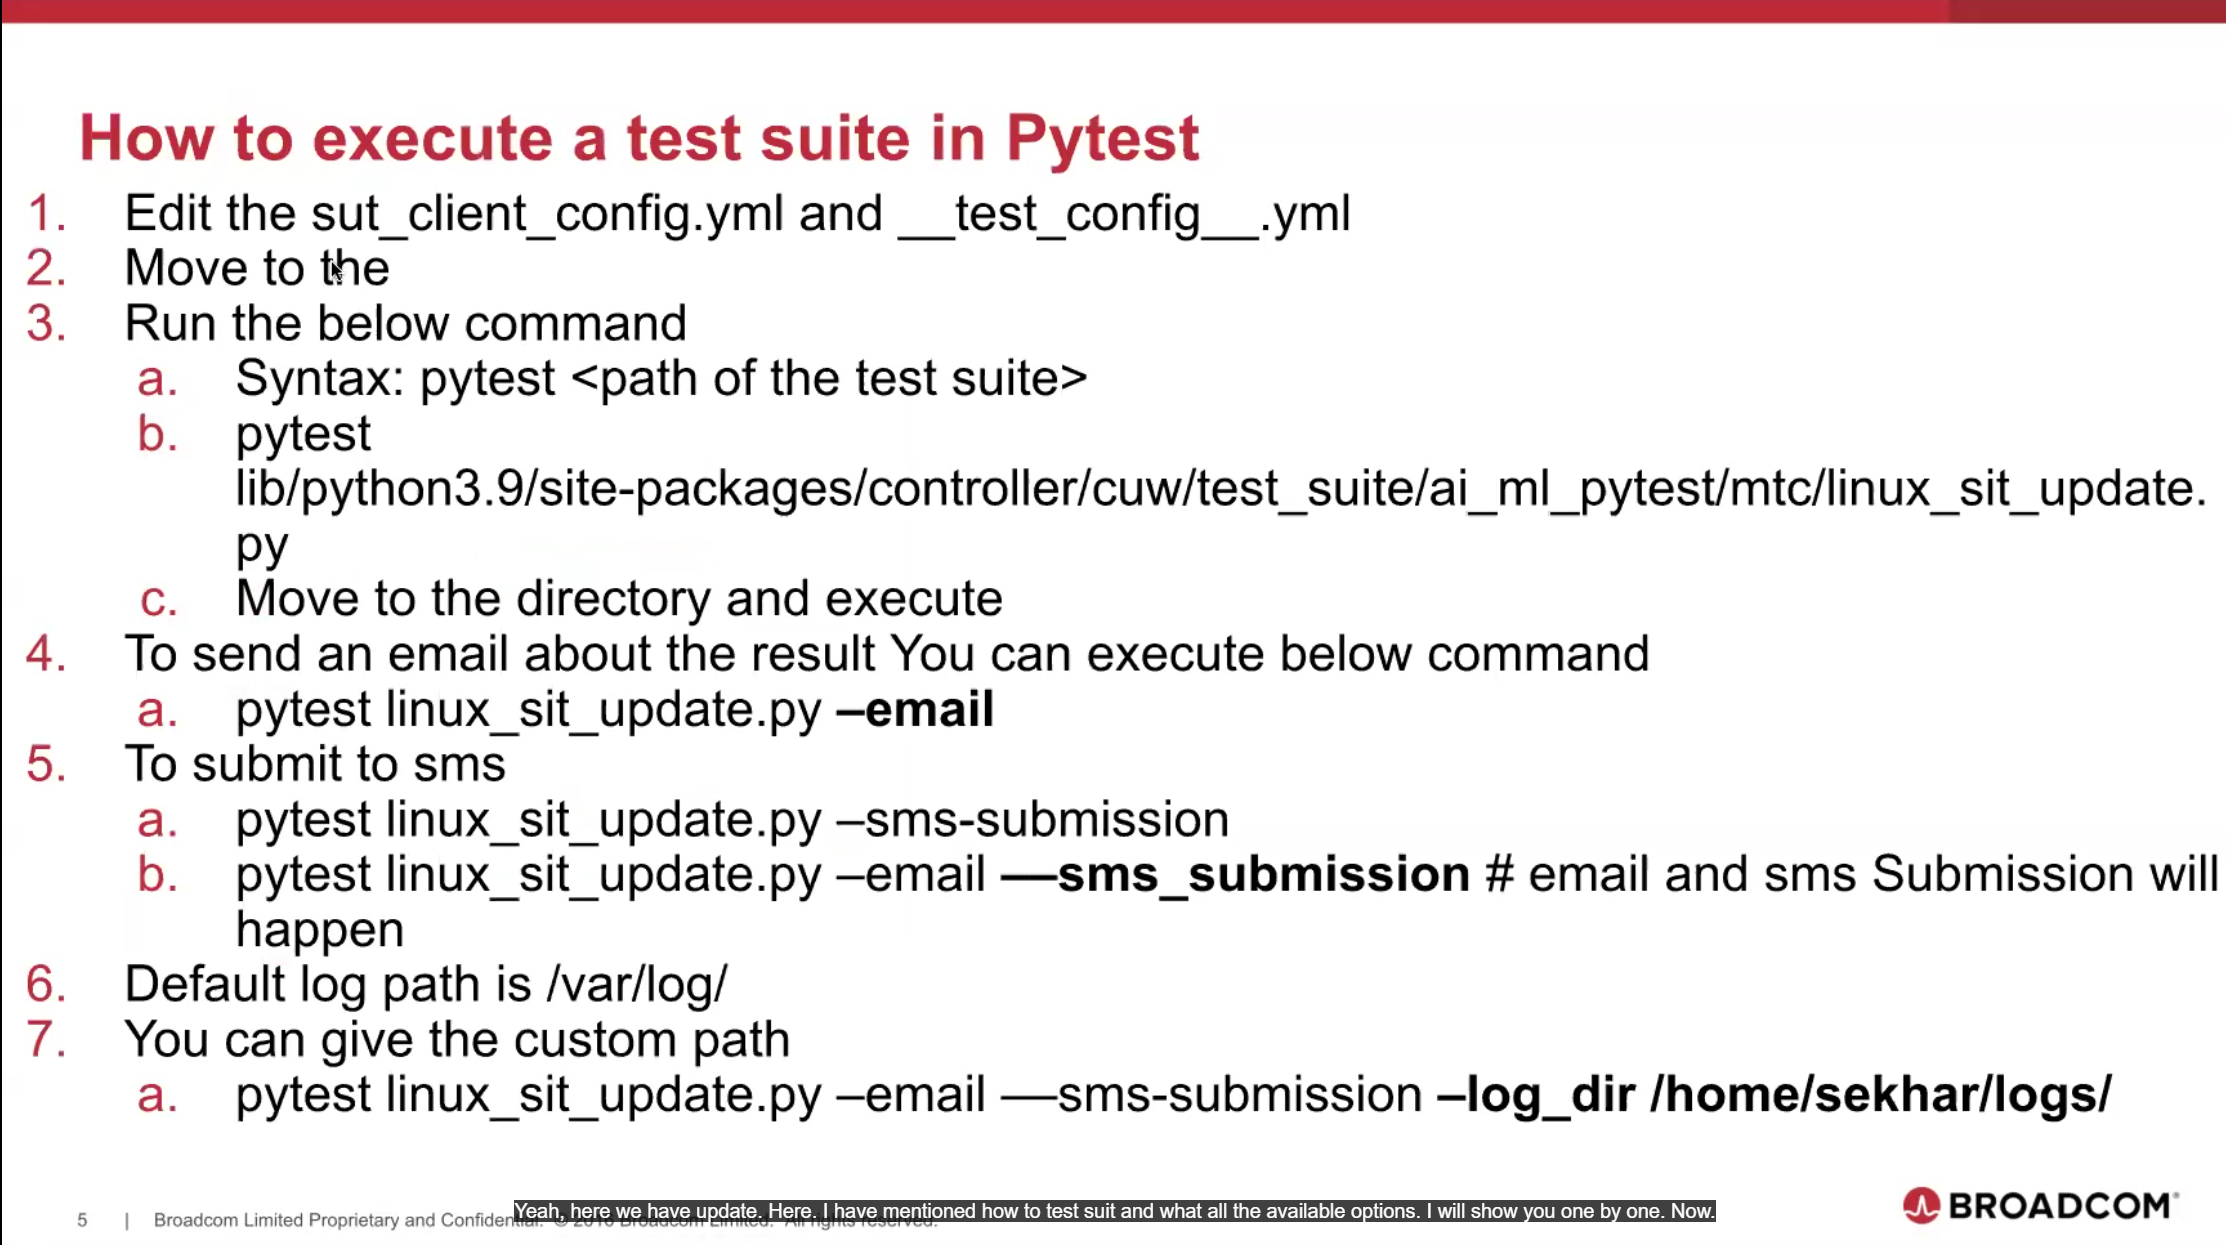 How to execute a test suite in Pytest
1. Edit the sut_client_config.yml and __test_config__.yml
2. Move to the
3. Run the below command
a. Syntax: pytest <path of the test suite>
b. pytest
lib/python3.9/site-packages/controller/cuw/test_suite/ai_ml_pytest/mtc/linux_sit_update.
py
c. Move to the directory and execute
4. To send an email about the result You can execute below command
a. pytest linux_sit_update.py –email
5. To submit to sms
a. pytest linux_sit_update.py –sms-submission
b. pytest linux_sit_update.py –email —sms_submission # email and sms Submission will
happen
6. Default log path is /var/log/
7. You can give the custom path
a. pytest linux_sit_update.py –email —sms-submission –log_dir /home/sekhar/logs/
5 | Broadcom Limited Proprietary and Confidential. © 2016 Broadcom Limited. All rights reserved.
Yeah, here we have update. Here. I have mentioned how to test suit and what all the available options. I will show you one by one. Now.
BROADCOM